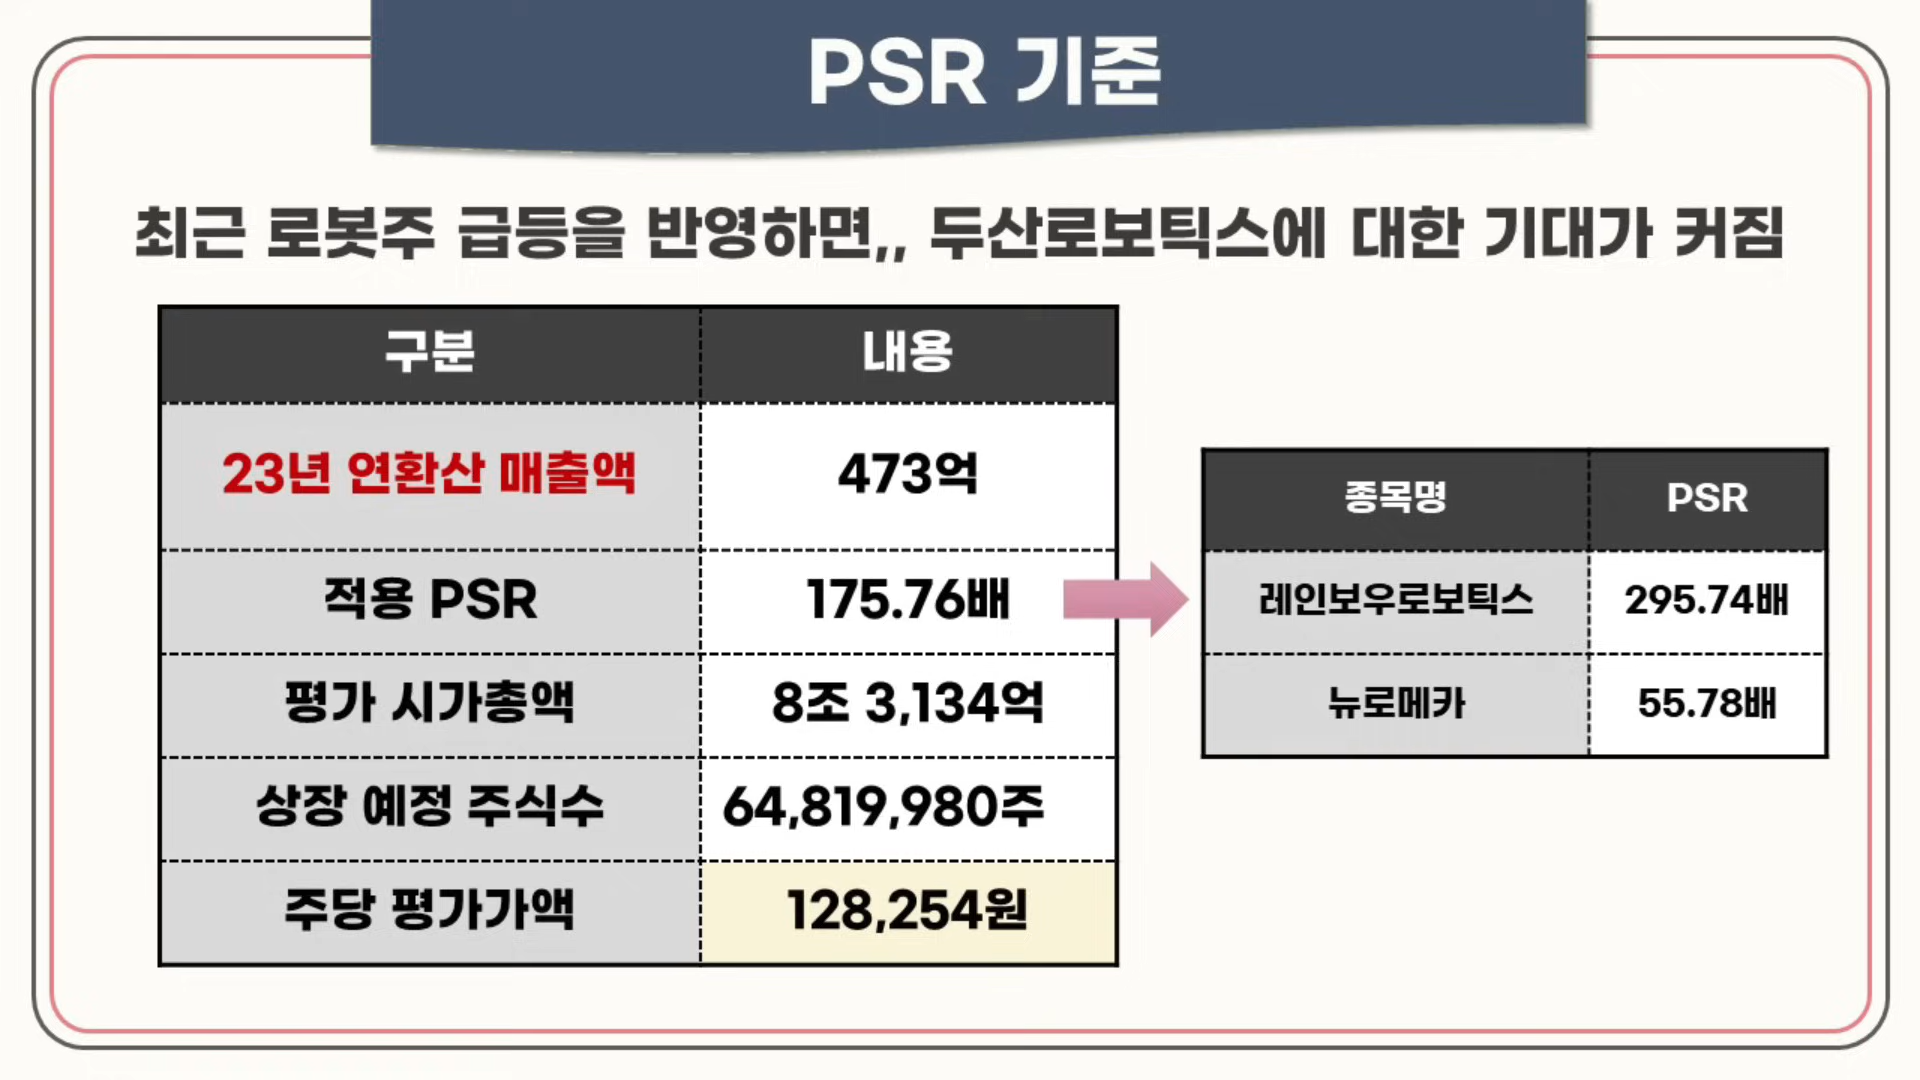 PSR 기준
최근 로봇주 급등을 반영하면,, 두산로보틱스에 대한 기대가 커짐
구분 내용
23년 연환산 매출액 473억
적용 PSR 175.76배
평가 시가총액 8조 3,134억
상장 예정 주식수 64,819,980주
주당 평가가액 128,254원
종목명 PSR
레인보우로보틱스 295.74배
뉴로메카 55.78배